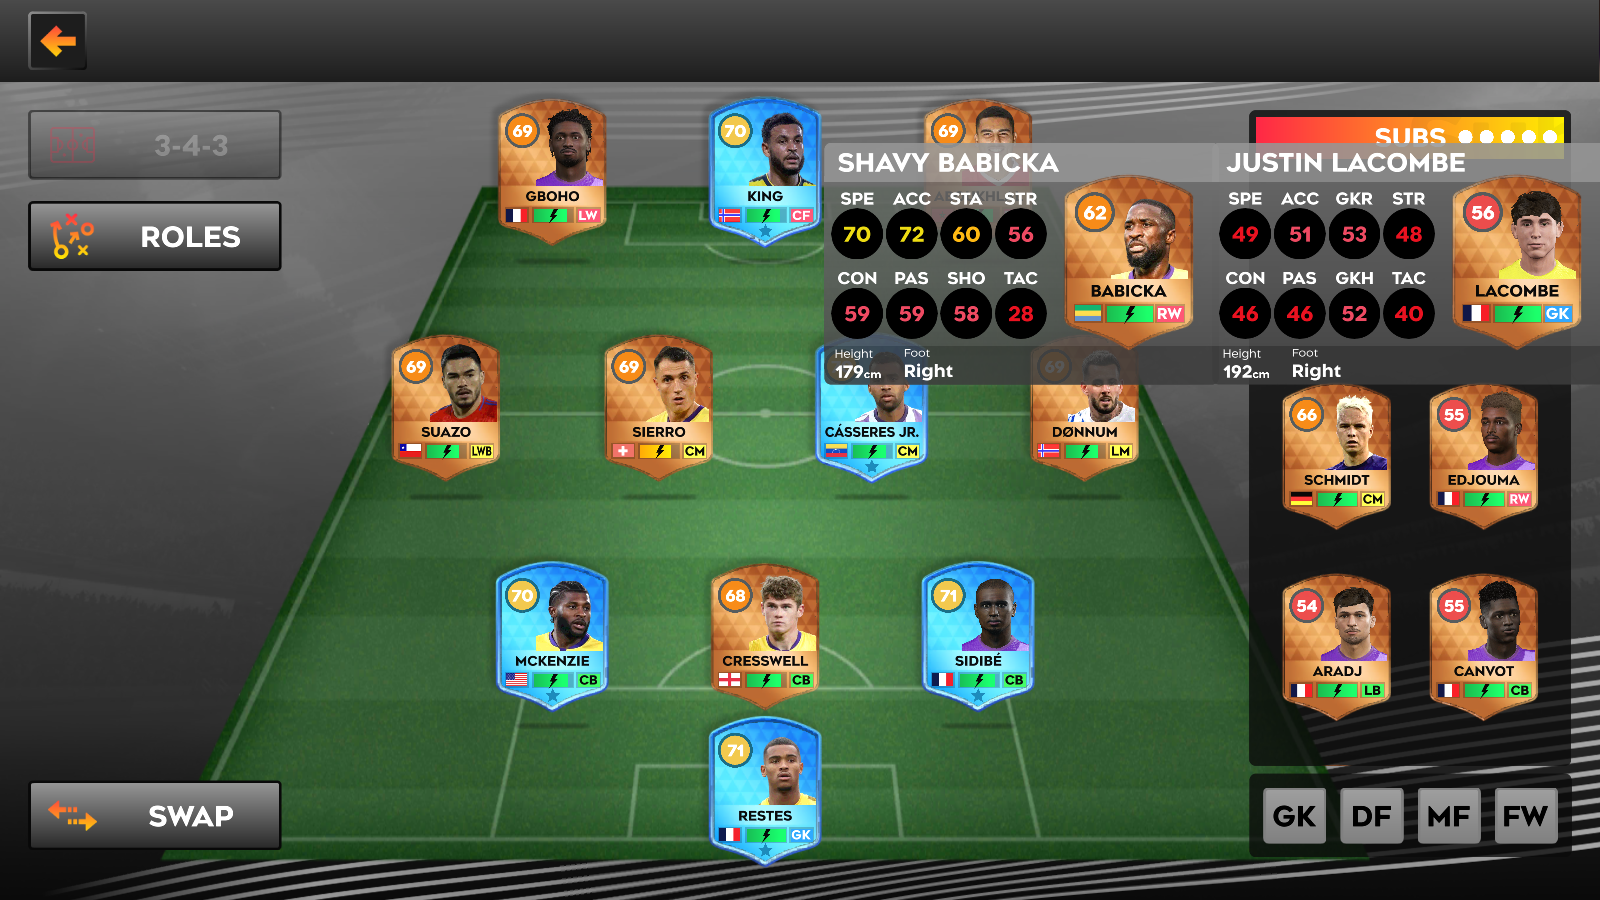 3-4-3
ROLES
SWAP
69
GBOHO
LW
70
KING
CF
69
SUBS
SHAVY BABICKA
SPE ACC STA STR
70 72 60 56
CON PAS SHO TAC
59 59 58 28
Height Foot
179cm Right
62
BABICKA
RW
JUSTIN LACOMBE
SPE ACC GKR STR
49 51 53 48
CON PAS GKH TAC
46 46 52 40
Height Foot
192cm Right
56
LACOMBE
GK
69
SUAZO
LWB
69
SIERRO
CM
CÁSSERES JR.
CM
69
DØNNUM
LM
66
SCHMIDT
CM
55
EDJOUMA
RW
70
MCKENZIE
CB
68
CRESSWELL
CB
71
SIDIBÉ
CB
54
ARADJ
LB
55
CANVOT
CB
71
RESTES
GK
GK DF MF FW